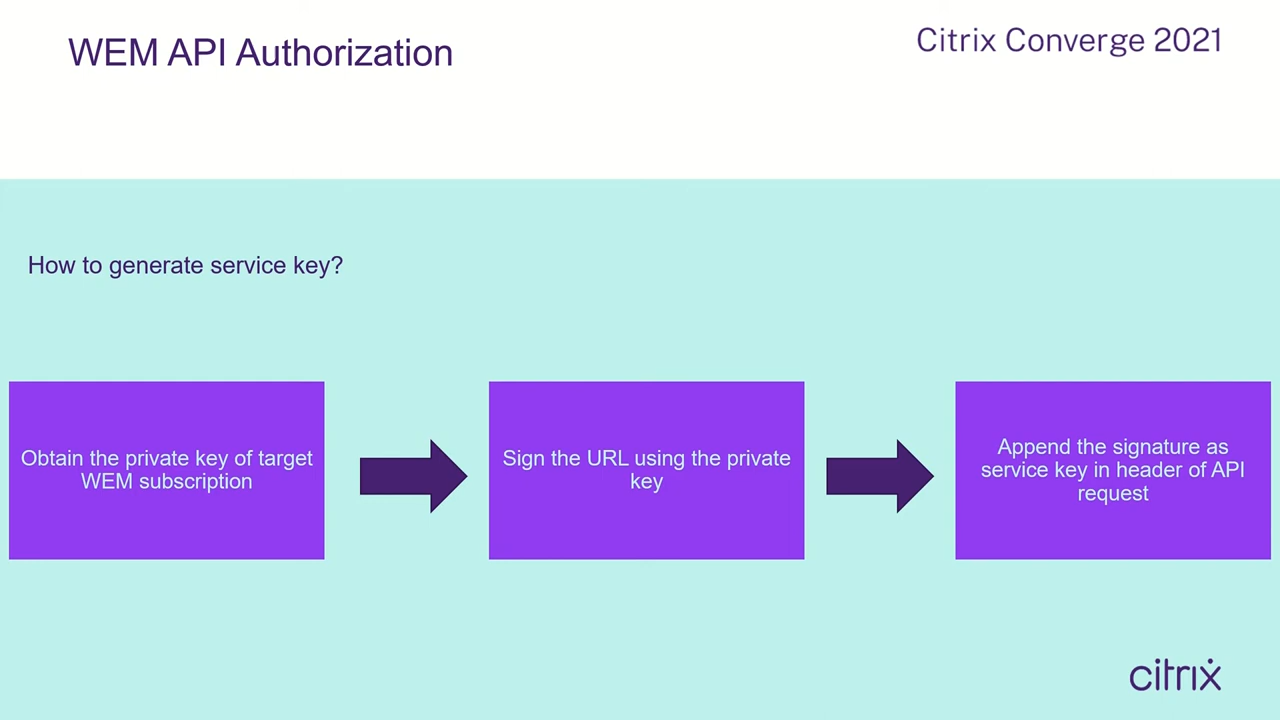 WEM API Authorization
Citrix Converge 2021
How to generate service key?
Obtain the private key of target
WEM subscription
Sign the URL using the private
key
Append the signature as
service key in header of API
request
citrix